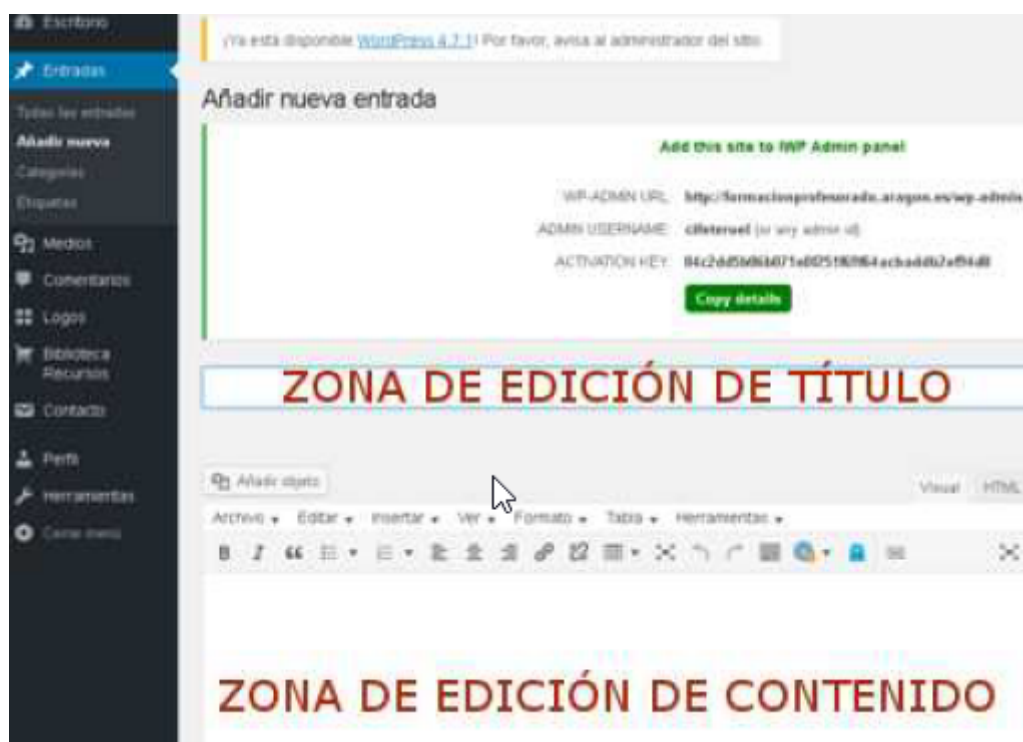 Escritorio
¡Ya está disponible WordPress 4.7.1! Por favor, avisa al administrador del sitio.
Entradas
Añadir nueva entrada
Todas las entradas
Añadir nueva
Categorías
Etiquetas
Add this site to IWP Admin panel
WP-ADMIN URL: http://formacionprofesorado.aragon.es/wp-admin
ADMIN USERNAME: cifeteruel (or any admin id)
ACTIVATION KEY:
Copy details
Medios
Comentarios
Logos
Biblioteca
Recursos
Contacto
Perfil
Herramientas
Cerrar menú
ZONA DE EDICIÓN DE TÍTULO
Añadir objeto
Visual HTML
Archivo Editar Insertar Ver Formato Tabla Herramientas
ZONA DE EDICIÓN DE CONTENIDO